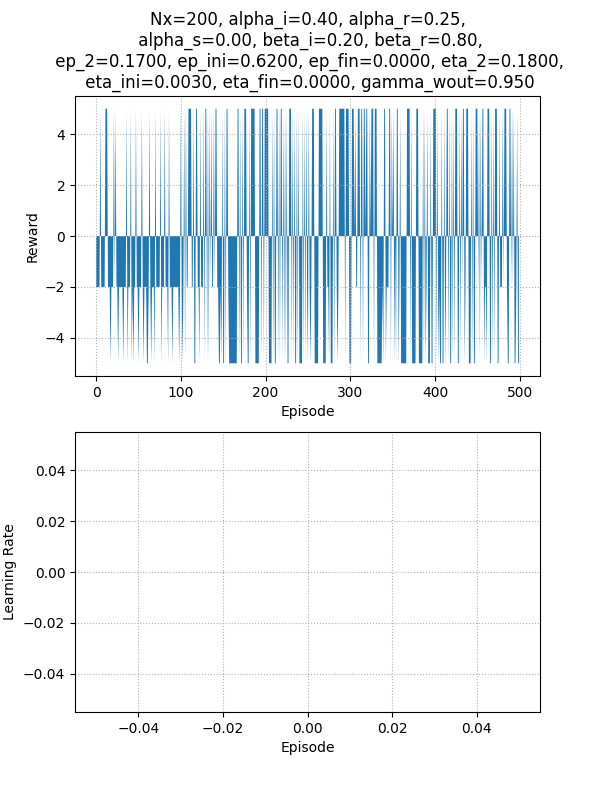 Nx=200, alpha_i=0.40, alpha_r=0.25,
alpha_s=0.00, beta_i=0.20, beta_r=0.80,
ep_2=0.1700, ep_ini=0.6200, ep_fin=0.0000, eta_2=0.1800,
eta_ini=0.0030, eta_fin=0.0000, gamma_wout=0.950
4
2
0
−2
−4
Reward
0 100 200 300 400 500
Episode
0.04
0.02
0.00
−0.02
−0.04
Learning Rate
−0.04 −0.02 0.00 0.02 0.04
Episode